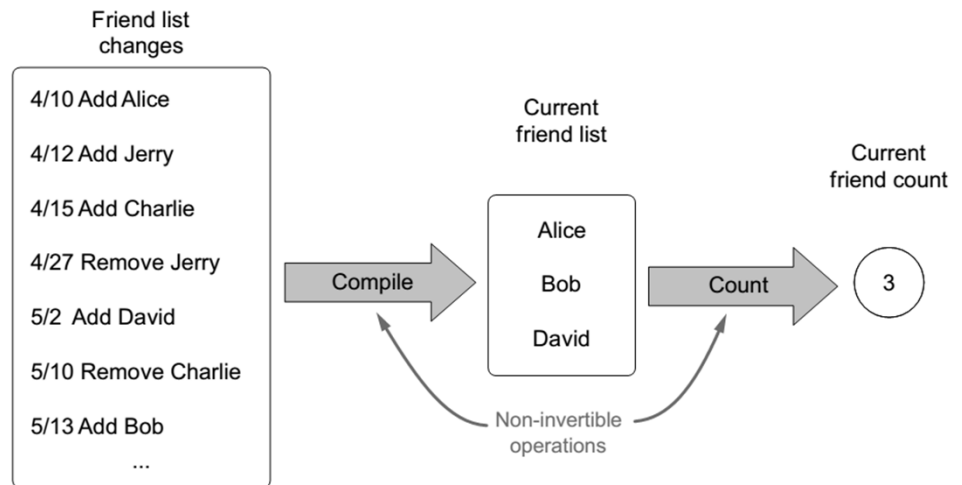 Friend list
changes
4/10 Add Alice
4/12 Add Jerry
4/15 Add Charlie
4/27 Remove Jerry
5/2 Add David
5/10 Remove Charlie
5/13 Add Bob
...
Compile
Current
friend list
Alice
Bob
David
Count
Current
friend count
3
Non-invertible
operations